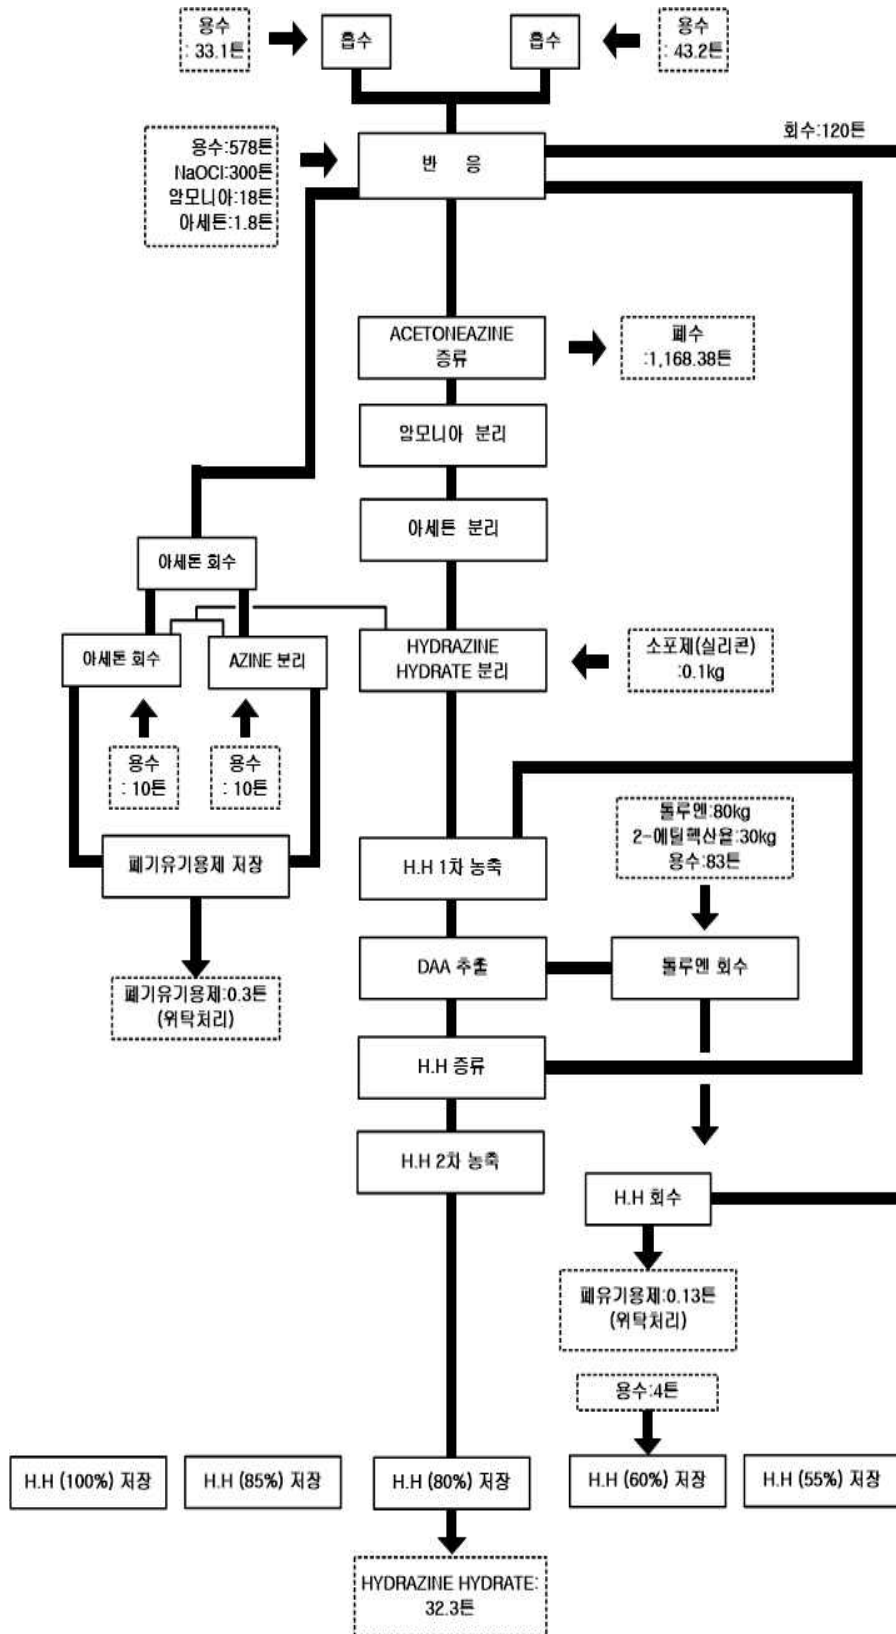 용수
: 33.1톤
흡수
흡수
용수
: 43.2톤
회수:120톤
용수:578톤
NaOCl:300톤
암모니아:18톤
아세톤:1.8톤
반 응
ACETONEAZINE
증류
폐수
:1,168.38톤
암모니아 분리
아세톤 분리
아세톤 회수
아세톤 회수
AZINE 분리
HYDRAZINE
HYDRATE 분리
소포제(실리콘)
:0.1kg
용수
: 10톤
용수
: 10톤
톨루엔:80kg
2-에틸헥산올:30kg
용수:83톤
폐기유기용제 저장
H.H 1차 농축
DAA 추출
톨루엔 회수
폐기유기용제:0.3톤
(위탁처리)
H.H 증류
H.H 2차 농축
H.H 회수
폐유기용제:0.13톤
(위탁처리)
용수:4톤
H.H (100%) 저장
H.H (85%) 저장
H.H (80%) 저장
H.H (60%) 저장
H.H (55%) 저장
HYDRAZINE HYDRATE:
32.3톤